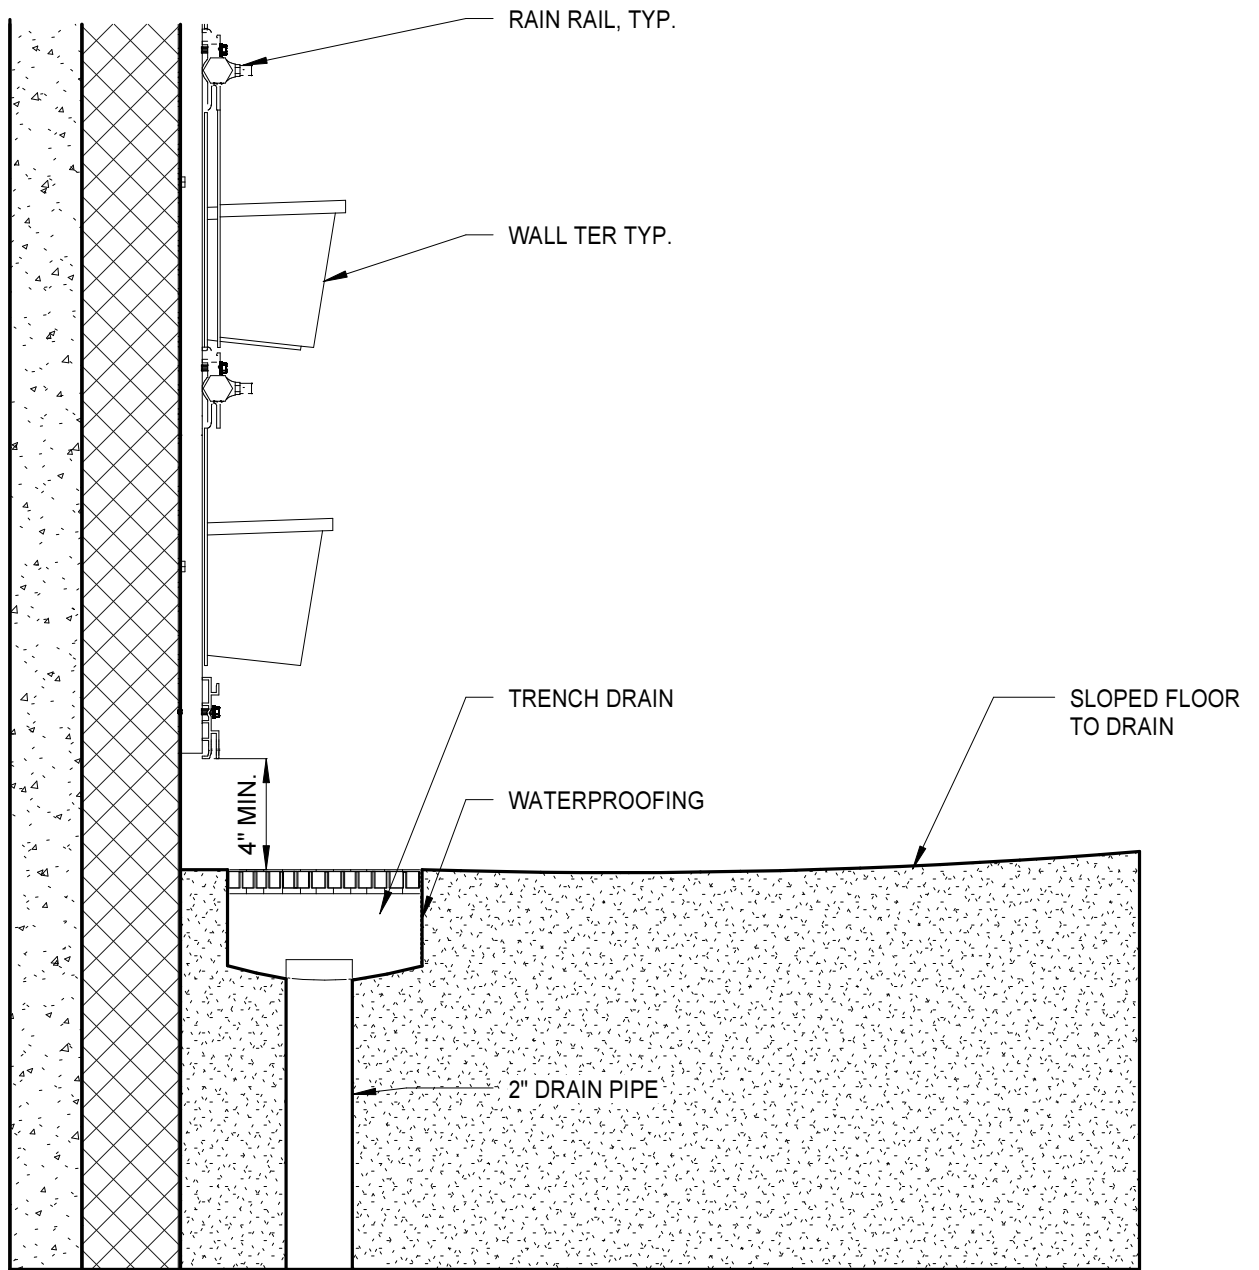 RAIN RAIL, TYP.
WALL TER TYP.
TRENCH DRAIN
SLOPED FLOOR
TO DRAIN
4" MIN.
WATERPROOFING
2" DRAIN PIPE